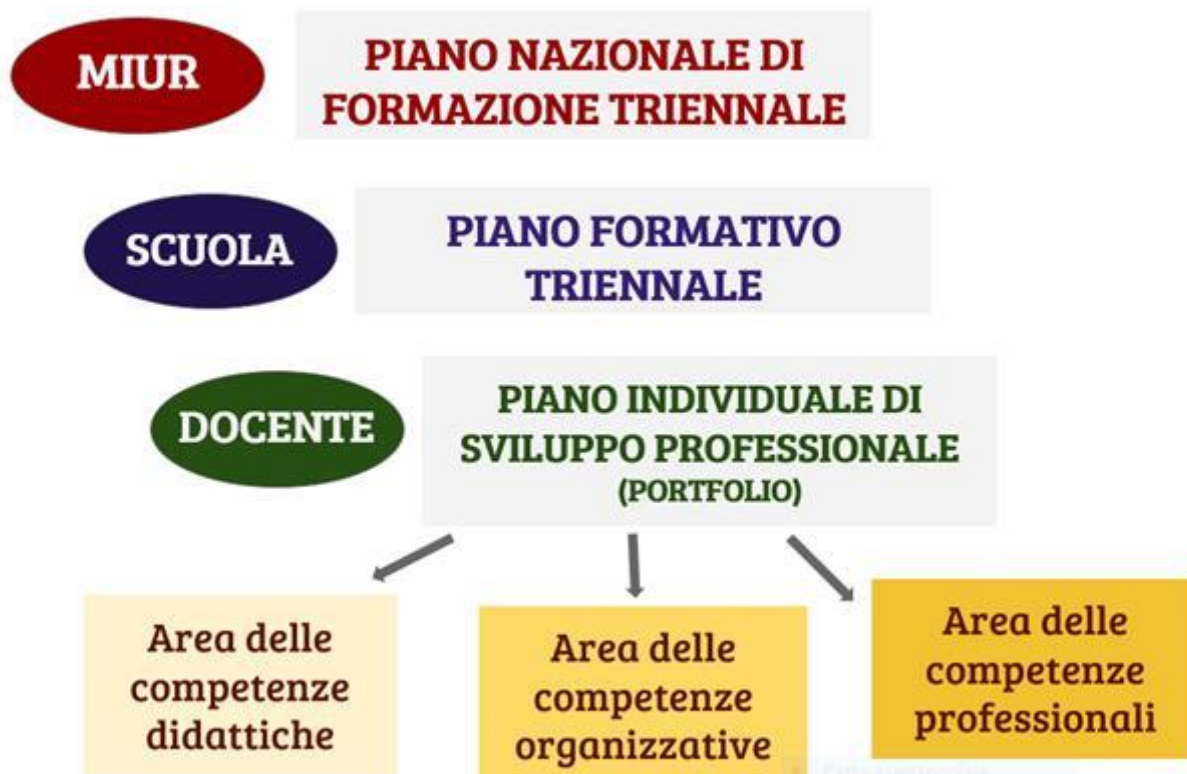 MIUR
PIANO NAZIONALE DI
FORMAZIONE TRIENNALE
SCUOLA
PIANO FORMATIVO
TRIENNALE
DOCENTE
PIANO INDIVIDUALE DI
SVILUPPO PROFESSIONALE
(PORTFOLIO)
Area delle
competenze
didattiche
Area delle
competenze
organizzative
Area delle
competenze
professionali